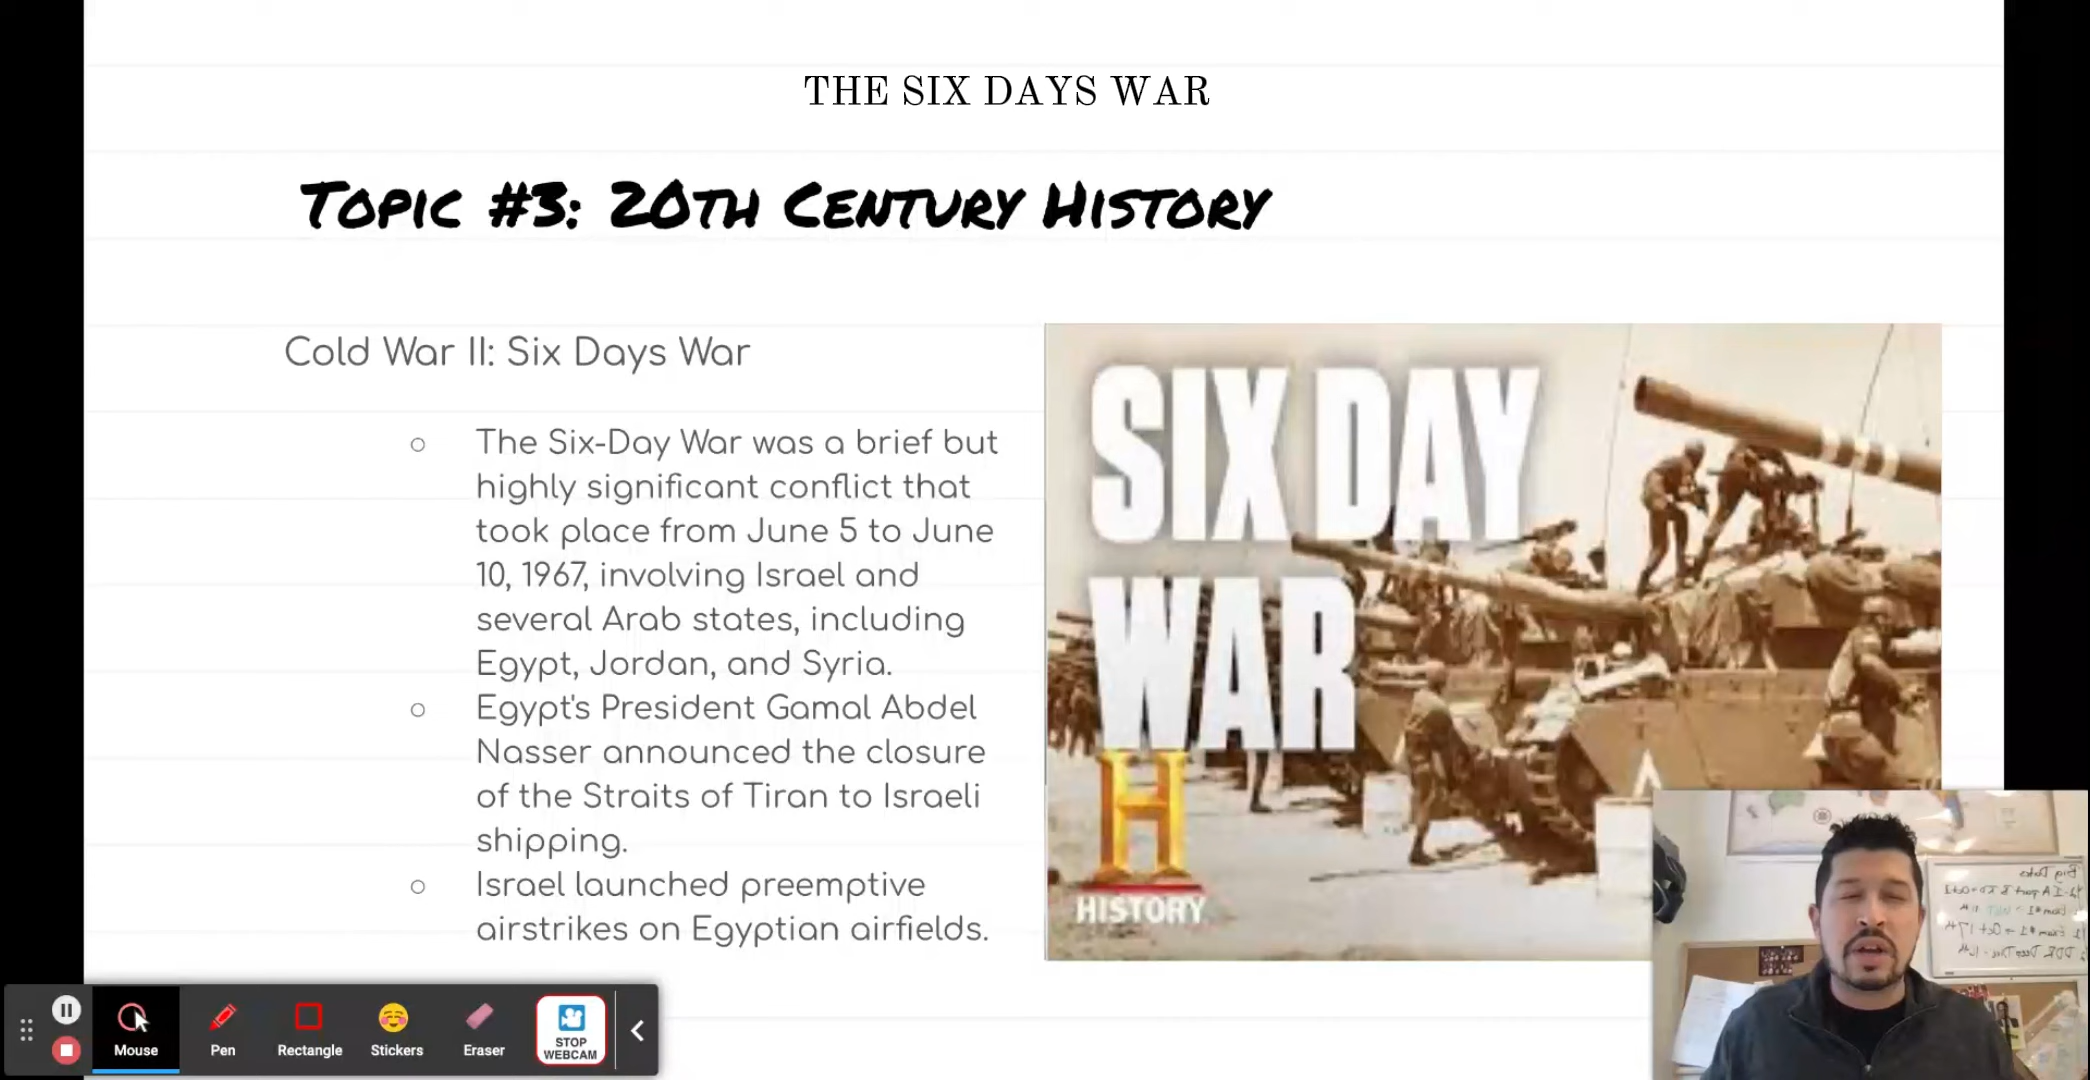 THE SIX DAYS WAR
TOPIC #3: 20TH CENTURY HISTORY
Cold War II: Six Days War
The Six-Day War was a brief but
highly significant conflict that
took place from June 5 to June
10, 1967, involving Israel and
several Arab states, including
Egypt, Jordan, and Syria.
Egypt's President Gamal Abdel
Nasser announced the closure
of the Straits of Tiran to Israeli
shipping.
Israel launched preemptive
airstrikes on Egyptian airfields.
SIX DAY
WAR
H
HISTORY
Big Dates
Mouse
Pen
Rectangle
Stickers
Eraser
STOP
WEBCAM